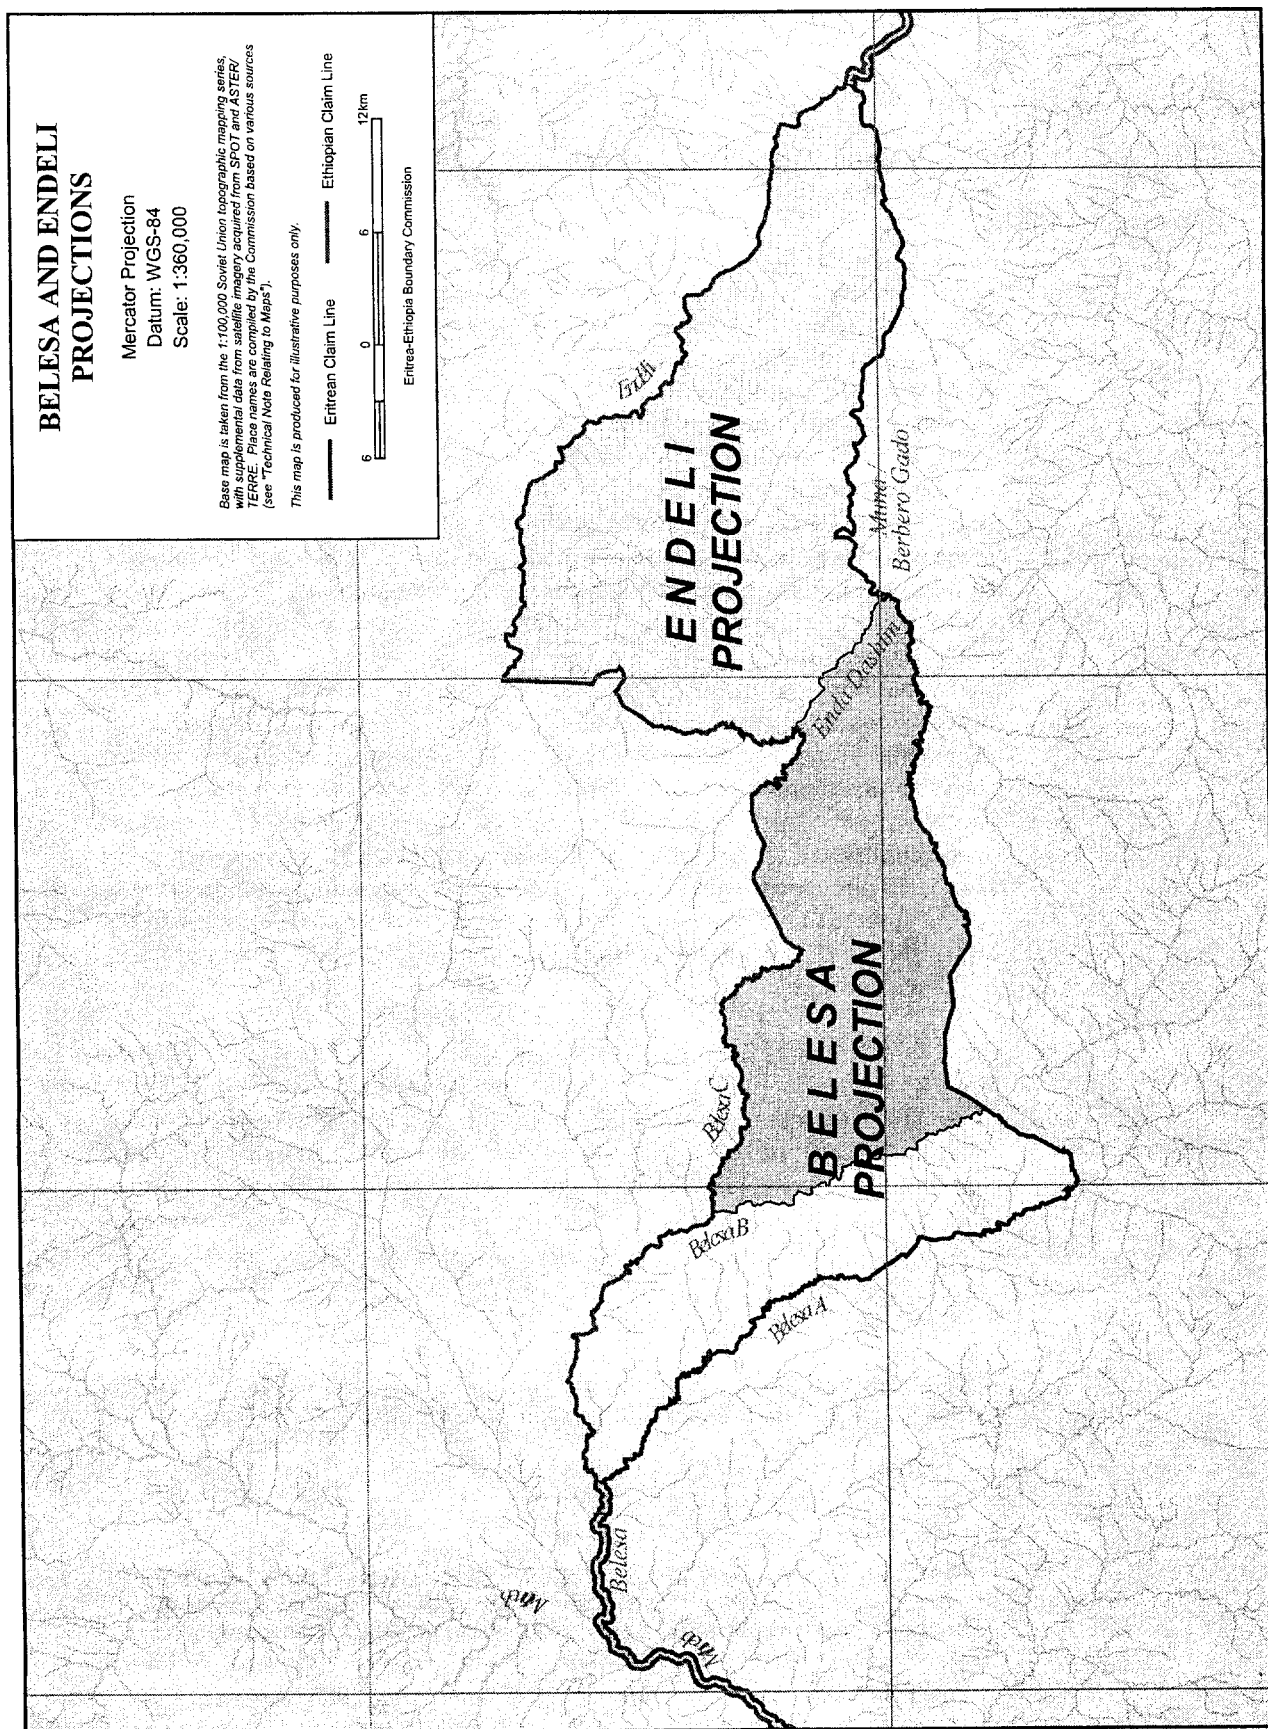 BELESA AND ENDELI
PROJECTIONS
Mercator Projection
Datum: WGS-84
Scale: 1:360,000
Base map is taken from the 1:100,000 Soviet Union topographic mapping series,
with supplemental data from satellite imagery acquired from SPOT and ASTER/
TERRE. Place names are compiled by the Commission based on various sources
(see "Technical Note Relating to Maps").
This map is produced for illustrative purposes only.
Eritrean Claim Line
Ethiopian Claim Line
6 0 6 12km
Eritrea-Ethiopia Boundary Commission
Endeli
ENDELI
PROJECTION
Muna/
Berbero Gado
Enda Dashim
BELESA
PROJECTION
Belesa C
Belesa B
Belesa A
Belesa
Mareb
Mareb